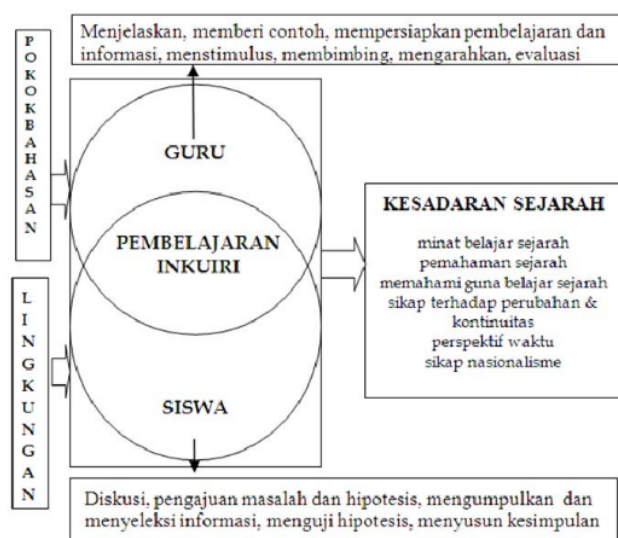 Menjelaskan, memberi contoh, mempersiapkan pembelajaran dan
informasi, menstimulus, membimbing, mengarahkan, evaluasi
POKOKBAHASAN
GURU
PEMBELAJARAN
INKUIRI
KESADARAN SEJARAH
minat belajar sejarah
pemahaman sejarah
memahami guna belajar sejarah
sikap terhadap perubahan &
kontinuitas
perspektif waktu
sikap nasionalisme
LINGKUNGAN
SISWA
Diskusi, pengajuan masalah dan hipotesis, mengumpulkan dan
menyeleksi informasi, menguji hipotesis, menyusun kesimpulan